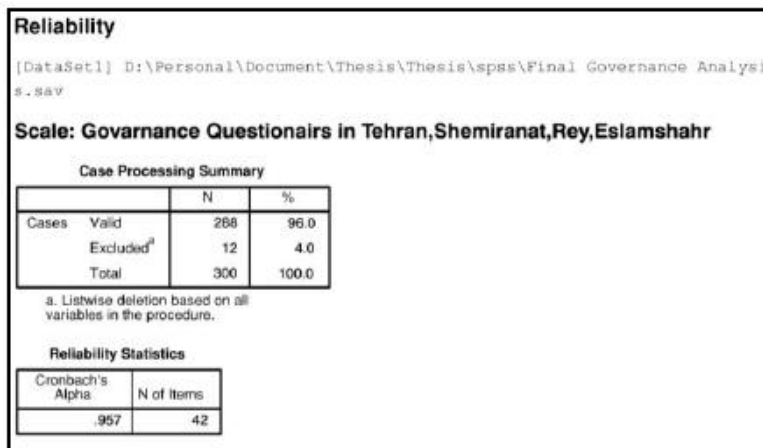 Reliability
[DataSet1] D:\Personal\Document\Thesis\Thesis\spss\Final Governance Analysi
s.sav
Scale: Govarnance Questionairs in Tehran,Shemiranat,Rey,Eslamshahr
Case Processing Summary
N %
Cases Valid 288 96.0
Excludedᵃ 12 4.0
Total 300 100.0
a. Listwise deletion based on all
variables in the procedure.
Reliability Statistics
Cronbach's
Alpha N of Items
.957 42